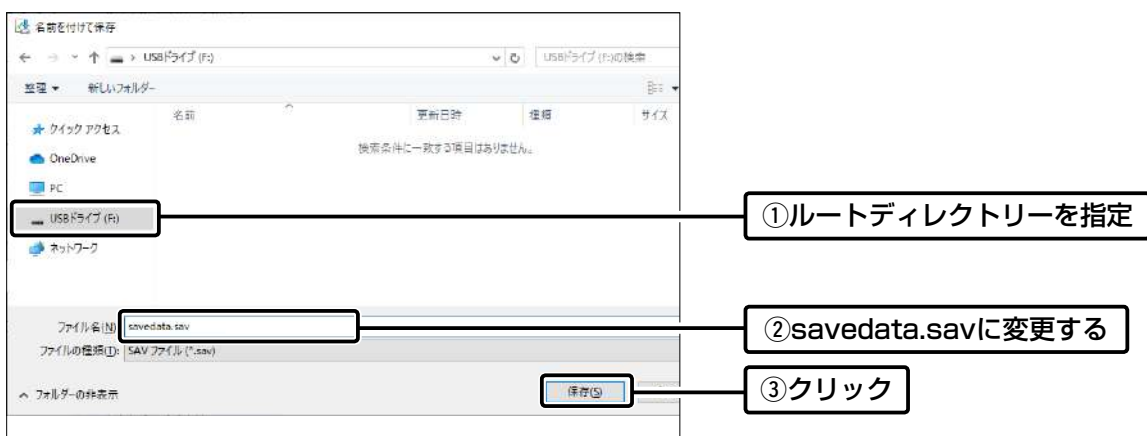 名前を付けて保存
USBドライブ (F:)
USBドライブ (F:)の検索
整理
新しいフォルダー
名前
更新日時
種類
サイズ
検索条件に一致する項目はありません。
クイック アクセス
OneDrive
PC
USBドライブ (F:)
ネットワーク
①ルートディレクトリーを指定
ファイル名(N):
savedata.sav
②savedata.savに変更する
ファイルの種類(T):
SAV ファイル (*.sav)
フォルダーの非表示
保存(S)
③クリック